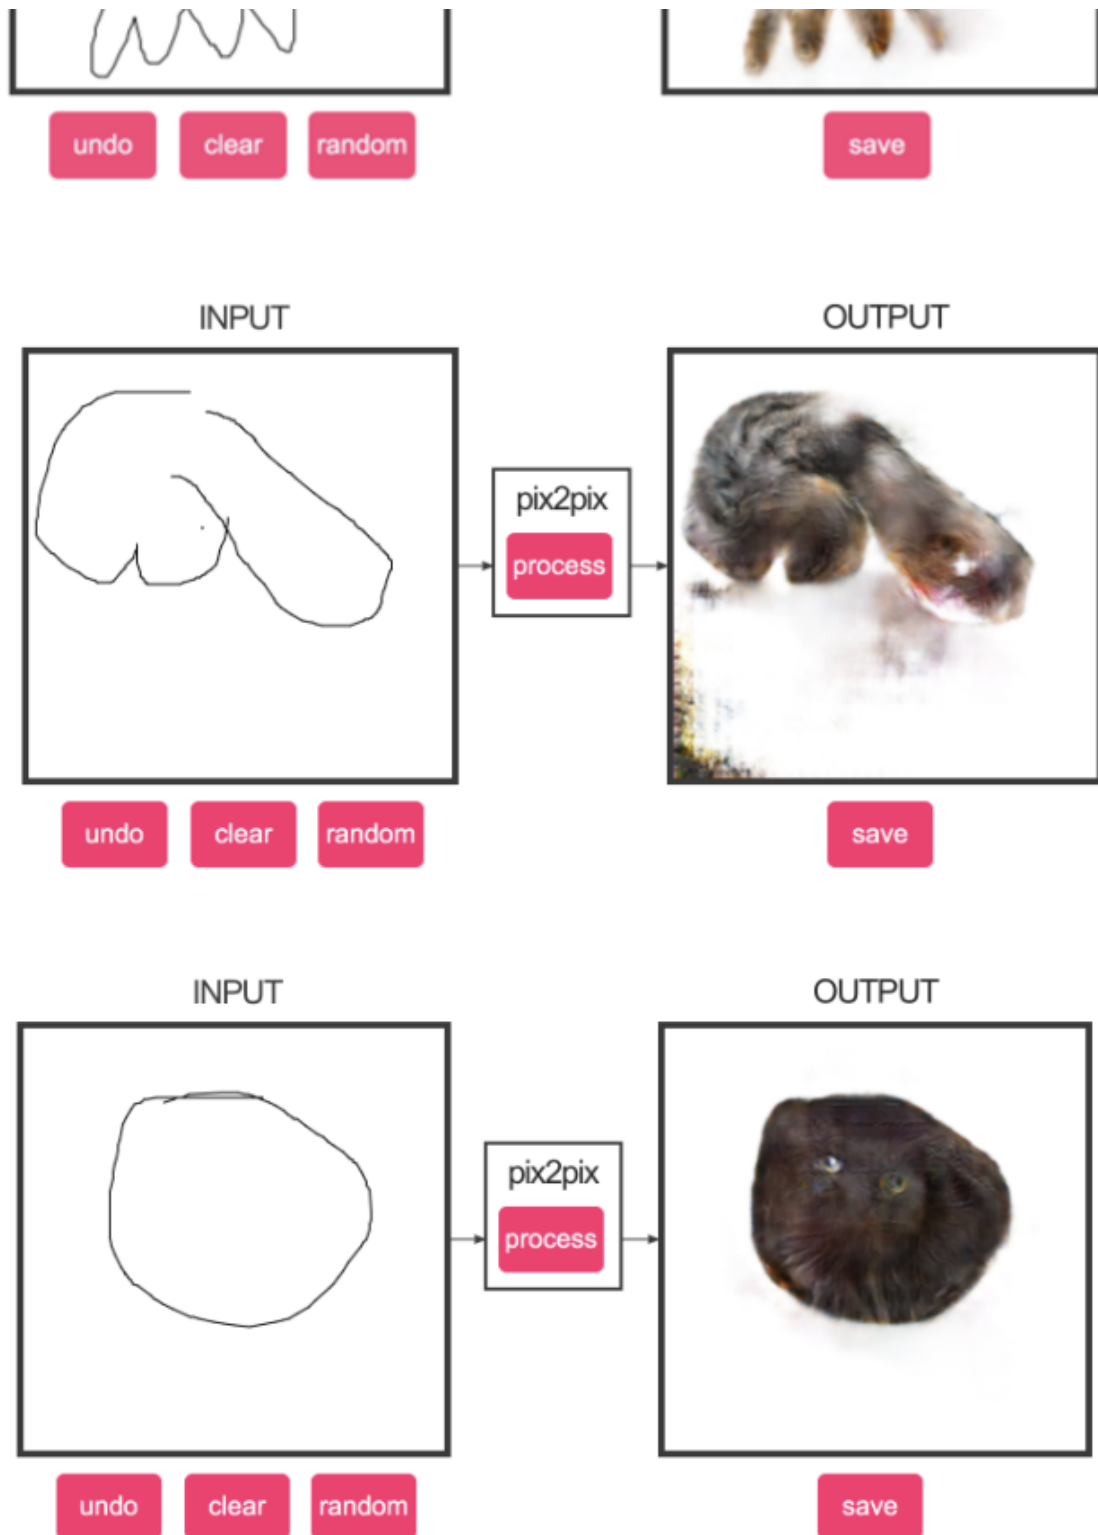 undo clear random save
INPUT OUTPUT
pix2pix
process
undo clear random save
INPUT OUTPUT
pix2pix
process
undo clear random save